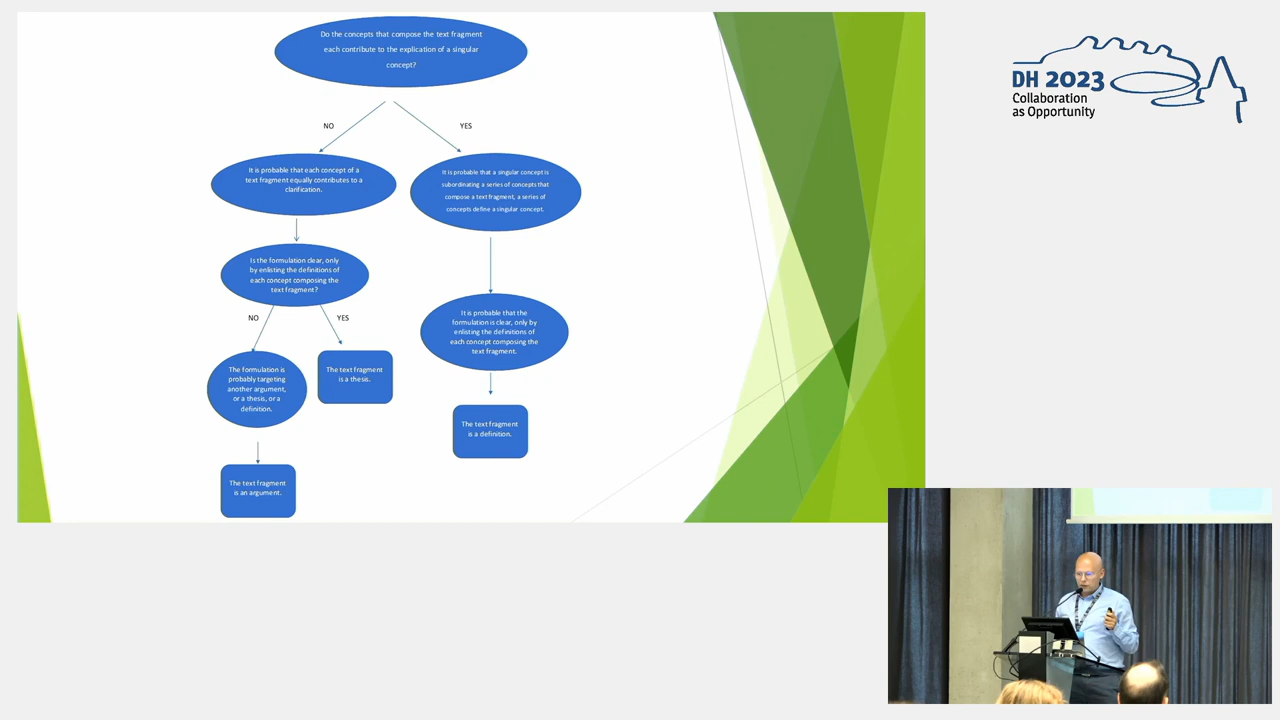 Do the concepts that compose the text fragment
each contribute to the explication of a singular
concept?
NO
YES
It is probable that each concept of a
text fragment equally contributes to a
clarification.
It is probable that a singular concept is
subordinating a series of concepts that
compose a text fragment, a series of
concepts define a singular concept.
Is the formulation clear, only
by enlisting the definitions of
each concept composing the
text fragment?
NO
YES
It is probable that the
formulation is clear, only by
enlisting the definitions of
each concept composing the
text fragment.
The formulation is
probably targeting
another argument,
or a thesis, or a
definition.
The text fragment
is a thesis.
The text fragment
is a definition.
The text fragment
is an argument.
DH 2023
Collaboration
as Opportunity